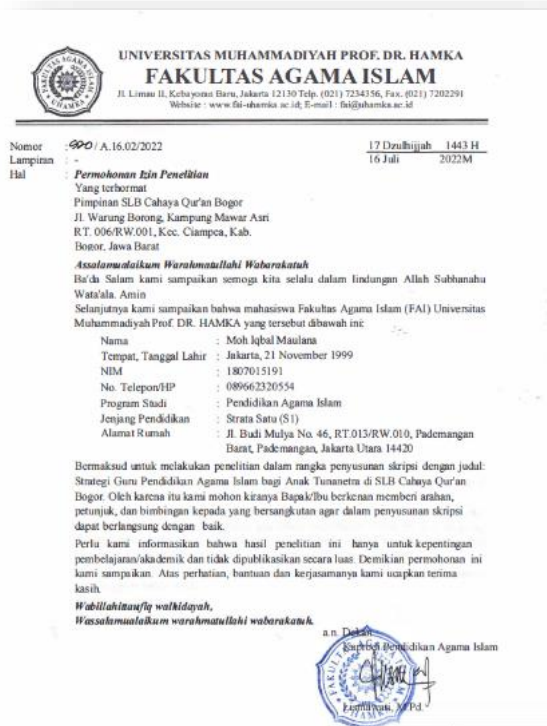 UNIVERSITAS MUHAMMADIYAH PROF. DR. HAMKA
FAKULTAS AGAMA ISLAM
Jl. Limau II, Kebayoran Baru, Jakarta 12130 Telp. (021) 7234356, Fax. (021) 7202291
Website : www.fai-uhamka.ac.id; E-mail : fai@uhamka.ac.id
Nomor : / A.16.02/2022 17 Dzulhijjah 1443 H
Lampiran : - 16 Juli 2022M
Hal : Permohonan Izin Penelitian
Yang terhormat
Pimpinan SLB Cahaya Qur'an Bogor
Jl. Warung Borong, Kampung Mawar Asri
RT. 006/RW.001, Kec. Ciampea, Kab.
Bogor, Jawa Barat
Assalamualaikum Warahmatullahi Wabarakatuh
Ba'da Salam kami sampaikan semoga kita selalu dalam lindungan Allah Subhanahu
Wata'ala. Amin
Selanjutnya kami sampaikan bahwa mahasiswa Fakultas Agama Islam (FAI) Universitas
Muhammadiyah Prof. DR. HAMKA yang tersebut dibawah ini:
Nama : Moh Iqbal Maulana
Tempat, Tanggal Lahir : Jakarta, 21 November 1999
NIM : 1807015191
No. Telepon/HP : 089662320554
Program Studi : Pendidikan Agama Islam
Jenjang Pendidikan : Strata Satu (S1)
Alamat Rumah : Jl. Budi Mulya No. 46, RT.013/RW.010, Pademangan
Barat, Pademangan, Jakarta Utara 14420
Bermaksud untuk melakukan penelitian dalam rangka penyusunan skripsi dengan judul:
Strategi Guru Pendidikan Agama Islam bagi Anak Tunanetra di SLB Cahaya Qur'an
Bogor. Oleh karena itu kami mohon kiranya Bapak/Ibu berkenan memberi arahan,
petunjuk, dan bimbingan kepada yang bersangkutan agar dalam penyusunan skripsi
dapat berlangsung dengan baik.
Perlu kami informasikan bahwa hasil penelitian ini hanya untuk kepentingan
pembelajaran/akademik dan tidak dipublikasikan secara luas. Demikian permohonan ini
kami sampaikan. Atas perhatian, bantuan dan kerjasamanya kami ucapkan terima
kasih.
Wabillahittaufiq walhidayah,
Wassalamualaikum warahmatullahi wabarakatuh.
a.n. Dekan
Kaprodi Pendidikan Agama Islam
M.Pd.